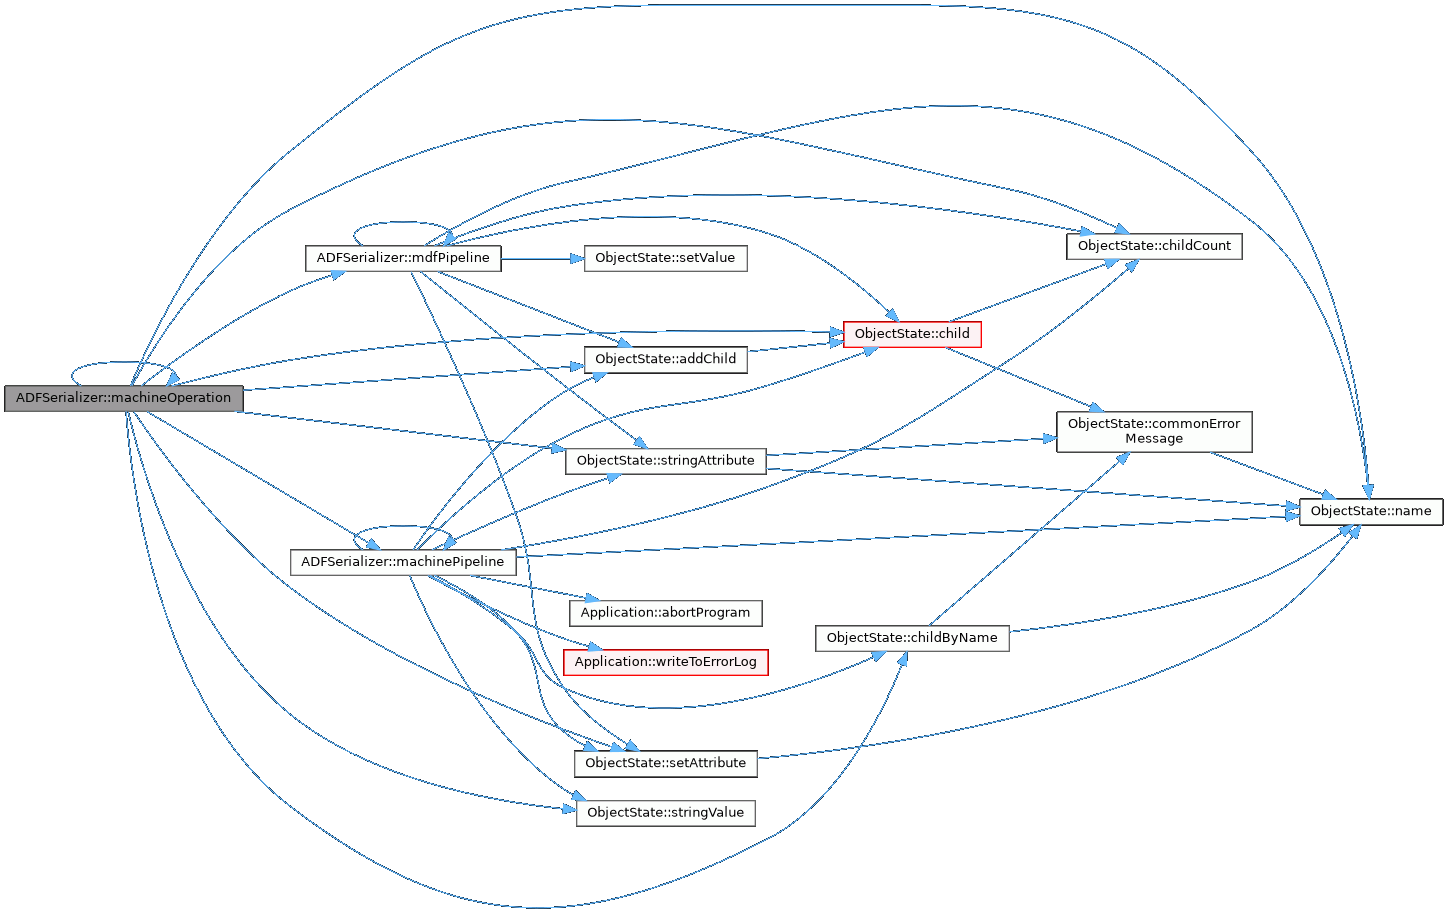 ADFSerializer::machineOperation
ADFSerializer::mdfPipeline
ADFSerializer::machinePipeline
ObjectState::setValue
ObjectState::addChild
ObjectState::stringAttribute
Application::abortProgram
Application::writeToErrorLog
ObjectState::setAttribute
ObjectState::stringValue
ObjectState::child
ObjectState::childByName
ObjectState::childCount
ObjectState::commonError
Message
ObjectState::name